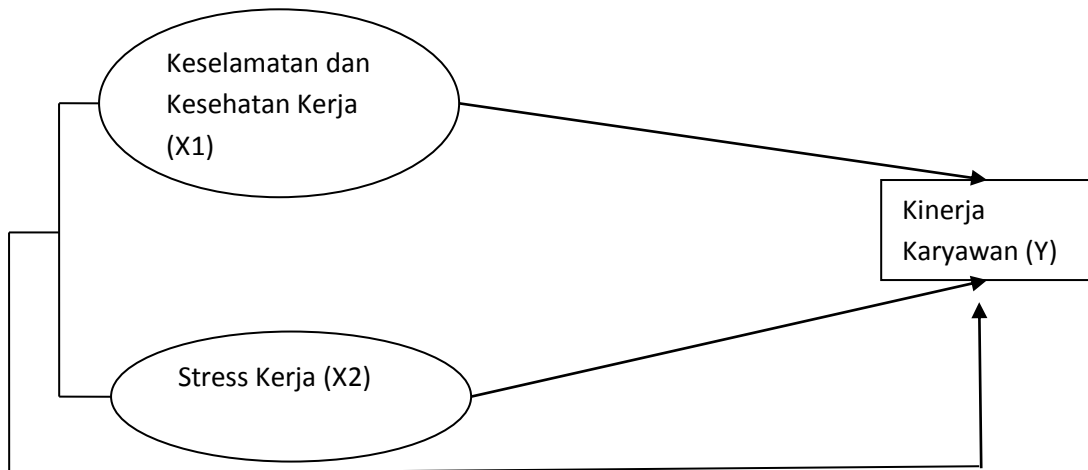 Keselamatan dan
Kesehatan Kerja
(X1)
Kinerja
Karyawan (Y)
Stress Kerja (X2)